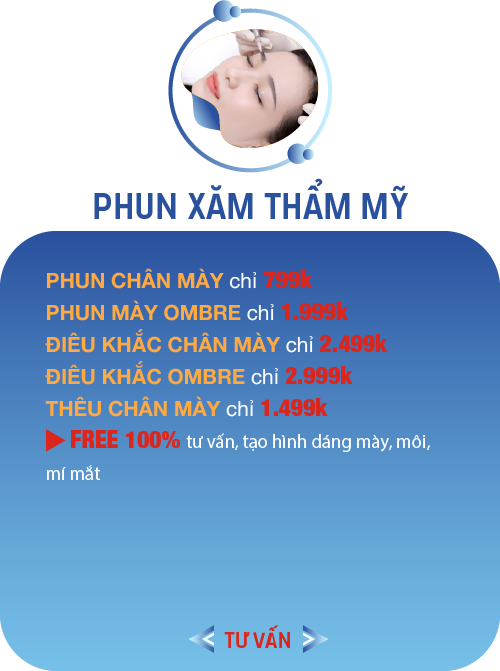 PHUN XĂM THẨM MỸ
PHUN CHÂN MÀY chỉ 799k
PHUN MÀY OMBRE chỉ 1.999k
ĐIÊU KHẮC CHÂN MÀY chỉ 2.499k
ĐIÊU KHẮC OMBRE chỉ 2.999k
THÊU CHÂN MÀY chỉ 1.499k
▶ FREE 100% tư vấn, tạo hình dáng mày, môi,
mí mắt
TƯ VẤN